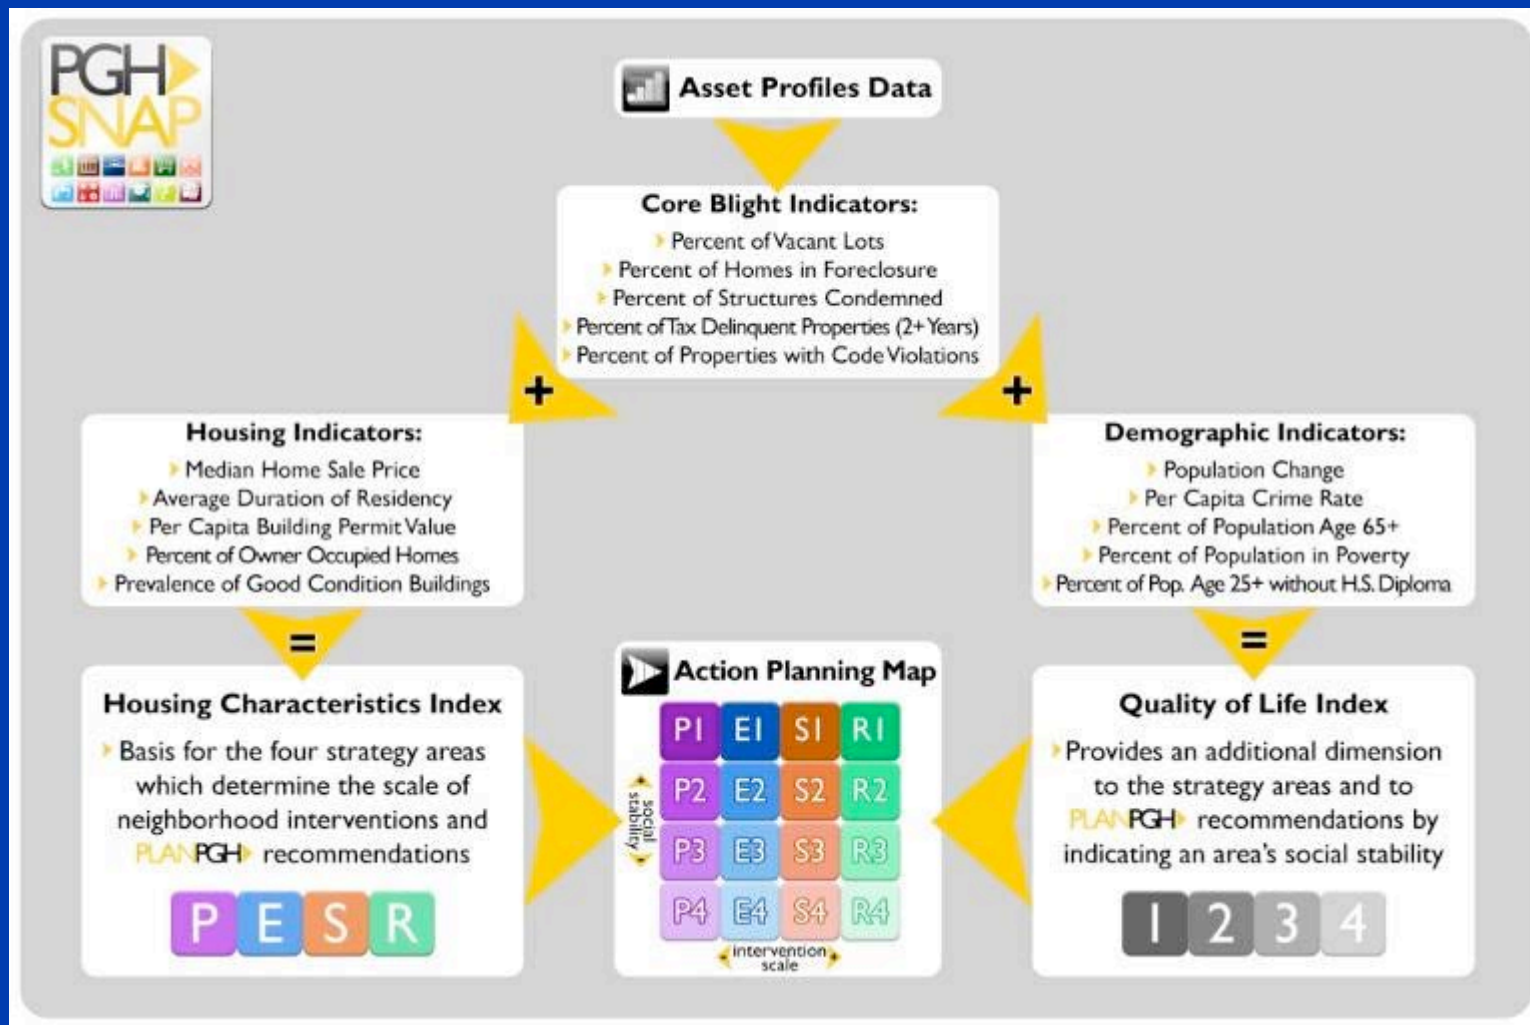 PGH
SNAP
Asset Profiles Data
Core Blight Indicators:
Percent of Vacant Lots
Percent of Homes in Foreclosure
Percent of Structures Condemned
Percent of Tax Delinquent Properties (2+ Years)
Percent of Properties with Code Violations
+
+
Housing Indicators:
Median Home Sale Price
Average Duration of Residency
Per Capita Building Permit Value
Percent of Owner Occupied Homes
Prevalence of Good Condition Buildings
=
Housing Characteristics Index
Basis for the four strategy areas
which determine the scale of
neighborhood interventions and
PLANPGH recommendations
P E S R
Demographic Indicators:
Population Change
Per Capita Crime Rate
Percent of Population Age 65+
Percent of Population in Poverty
Percent of Pop. Age 25+ without H.S. Diploma
=
Quality of Life Index
Provides an additional dimension
to the strategy areas and to
PLANPGH recommendations by
indicating an area's social stability
1 2 3 4
Action Planning Map
P1 E1 S1 R1
P2 E2 S2 R2
P3 E3 S3 R3
P4 E4 S4 R4
+ social
stability -
- intervention +
scale